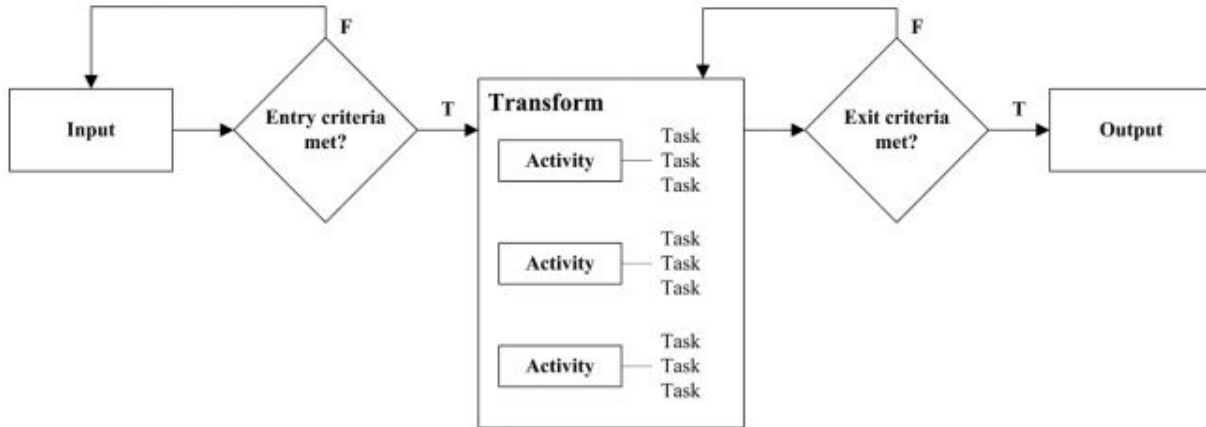 F
F
Transform
Input
Entry criteria
met?
T
Activity
Task
Task
Task
Activity
Task
Task
Task
Activity
Task
Task
Task
Exit criteria
met?
T
Output